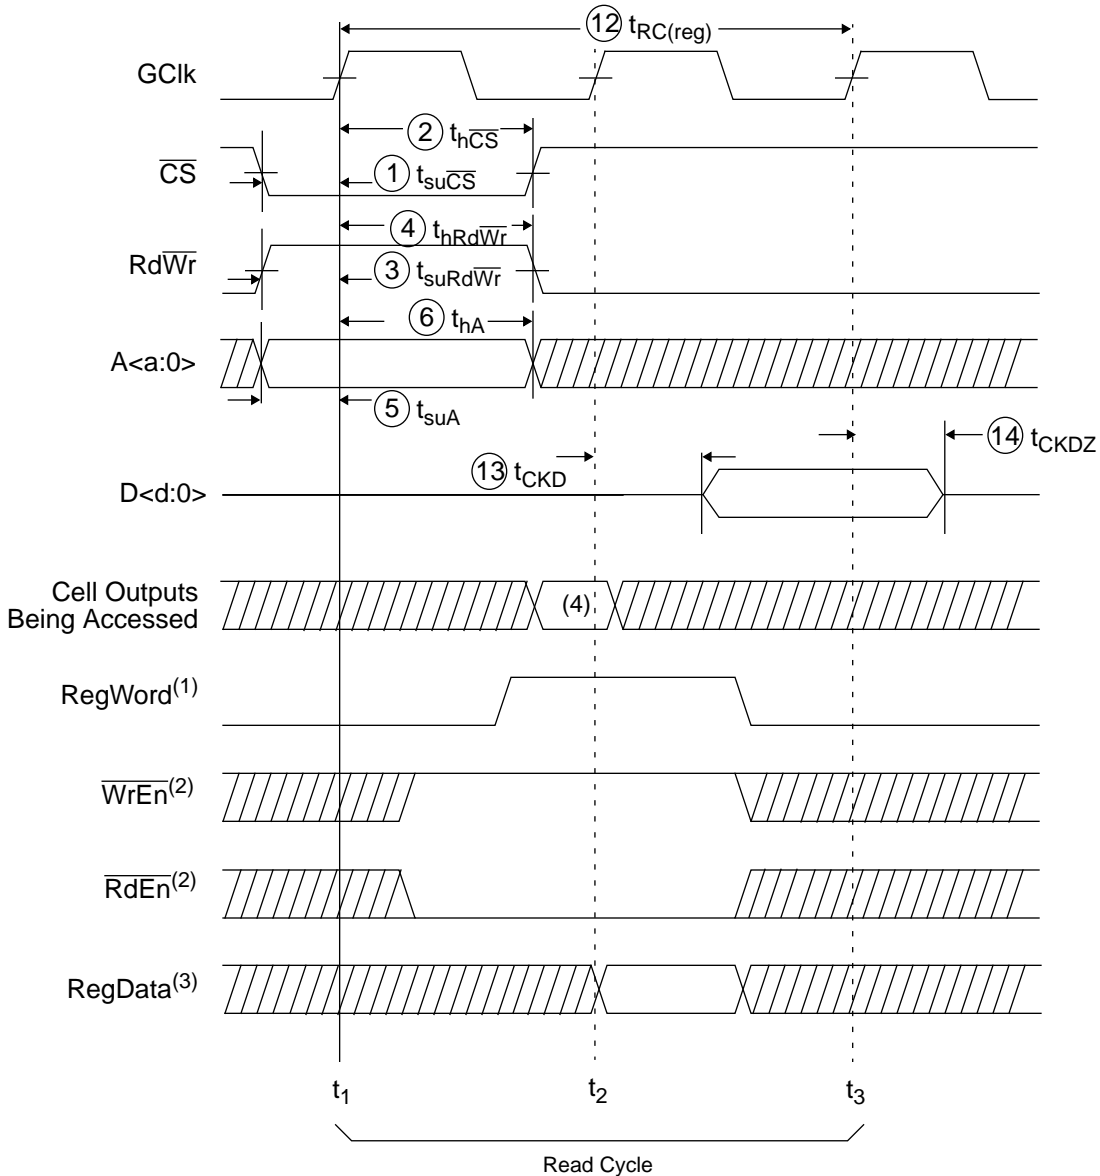 12 tRC(reg)
GClk
2 thCS
CS
1 tsuCS
4 thRdWr
RdWr
3 tsuRdWr
6 thA
A<a:0>
5 tsuA
14 tCKDZ
13 tCKD
D<d:0>
Cell Outputs
Being Accessed
(4)
RegWord(1)
WrEn(2)
RdEn(2)
RegData(3)
t1 t2 t3
Read Cycle